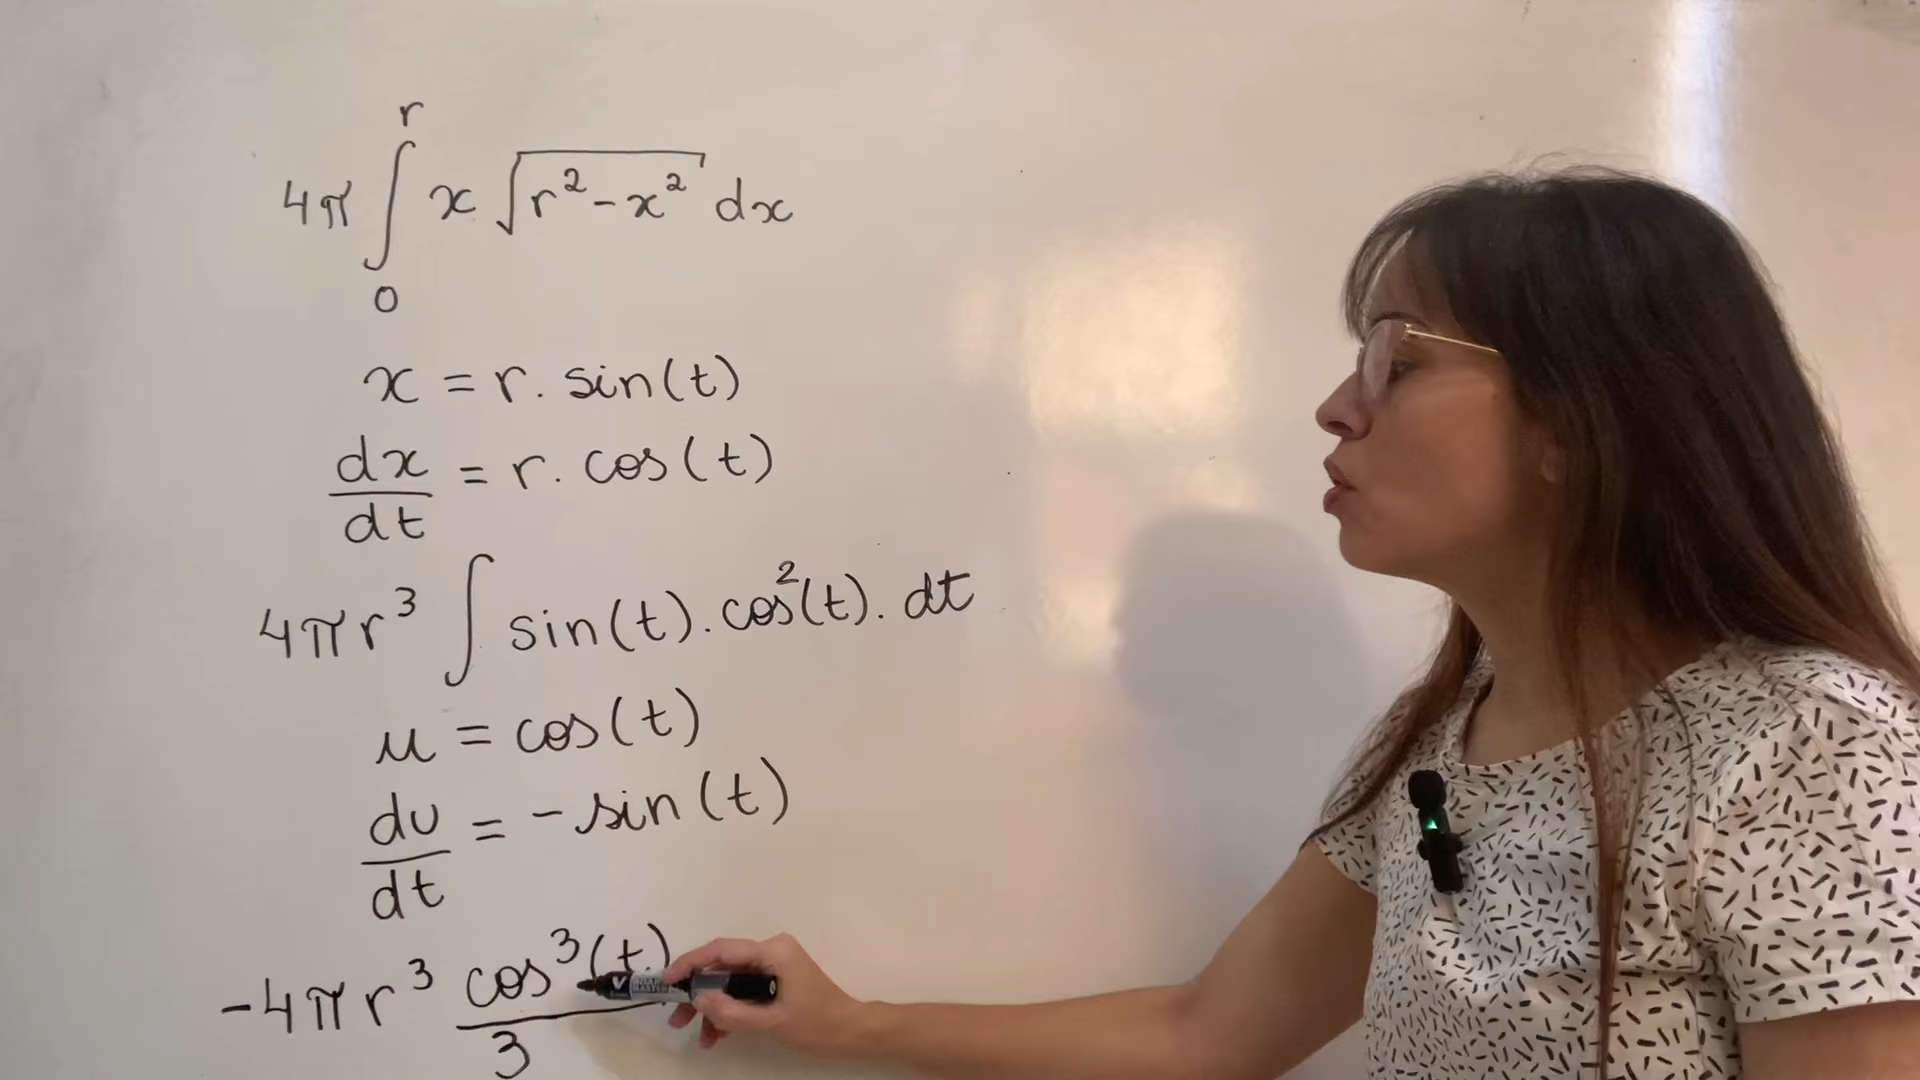 r
4π ∫ x √r² - x² dx
0
x = r. sin(t)
dx/dt = r. cos(t)
4πr³ ∫ sin(t). cos²(t). dt
u = cos(t)
du/dt = -sin(t)
-4πr³ cos³(t)/3